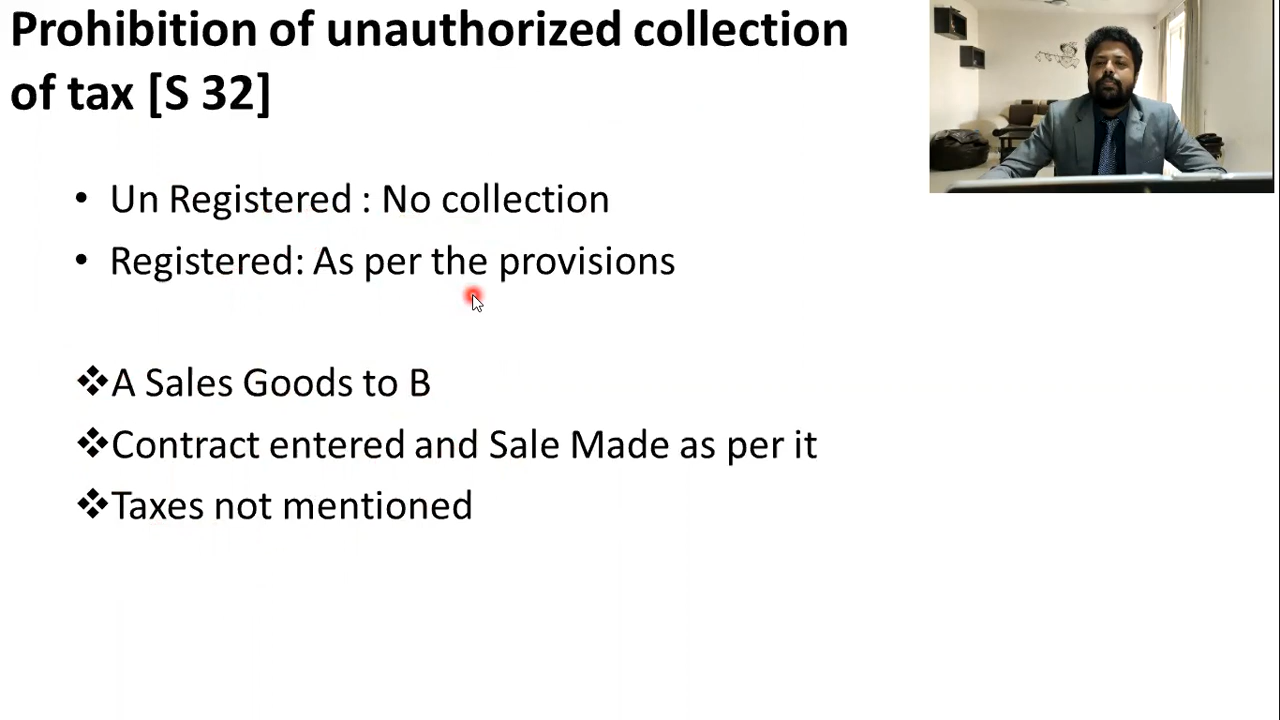 Prohibition of unauthorized collection
of tax [S 32]
• Un Registered : No collection
• Registered: As per the provisions
❖A Sales Goods to B
❖Contract entered and Sale Made as per it
❖Taxes not mentioned